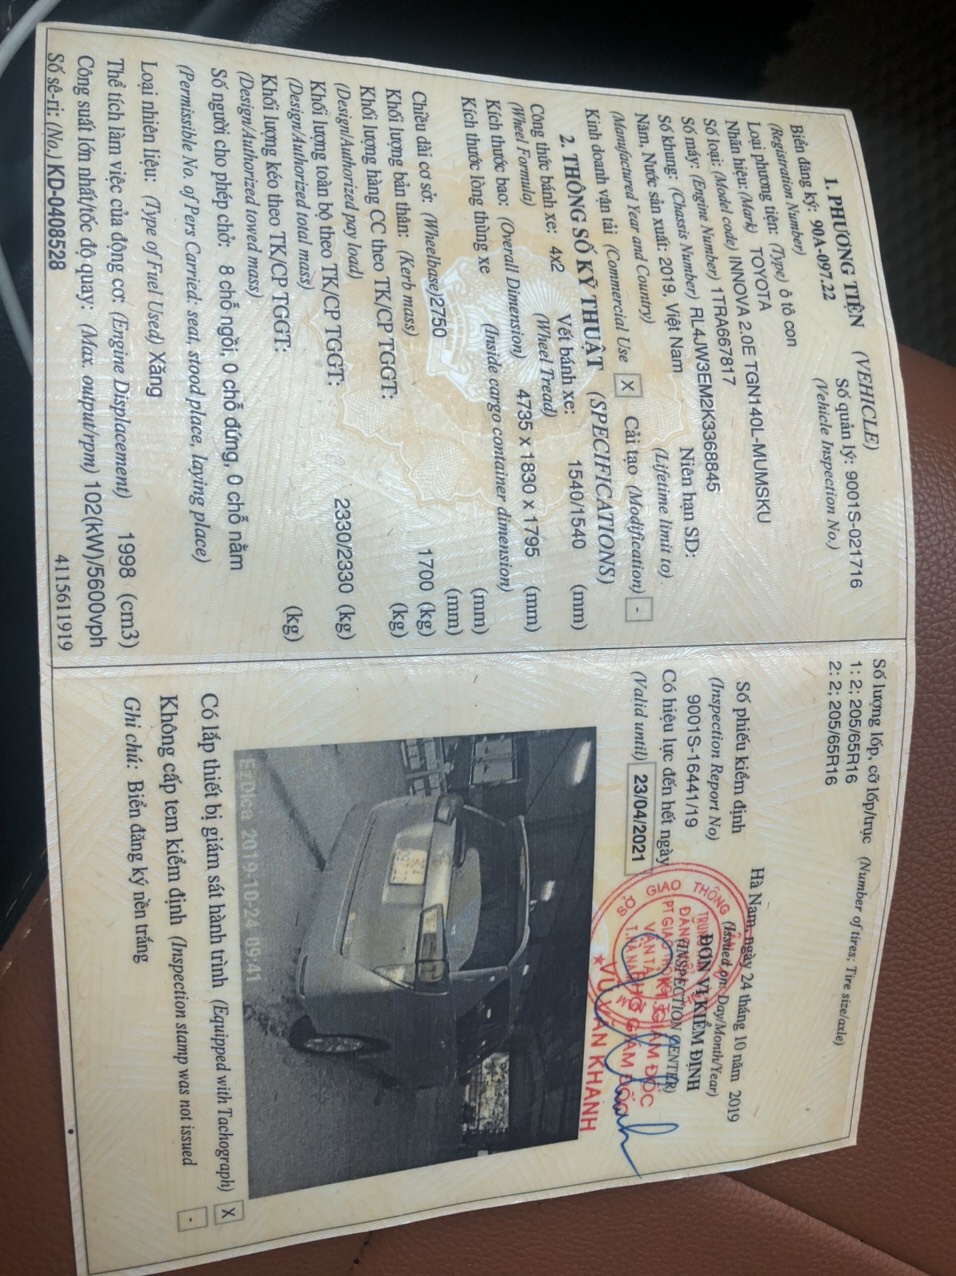 1. PHƯƠNG TIỆN (VEHICLE)
Biển đăng ký: 90A-097.22 Số quản lý: 9001S-021716
(Registration Number) (Vehicle Inspection No.)
Loại phương tiện: (Type) ô tô con
Nhãn hiệu: (Mark) TOYOTA
Số loại: (Model code) INNOVA 2.0E TGN140L-MUMSKU
Số máy: (Engine Number) 1TRA667817
Số khung: (Chassis Number) RL4JW3EM2K3368845
Năm, Nước sản xuất: 2019, Việt Nam Niên hạn SD:
(Manufactured Year and Country) (Lifetime limit to)
Kinh doanh vận tải (Commercial Use) X Cải tạo (Modification) -
2. THÔNG SỐ KỸ THUẬT (SPECIFICATIONS)
Công thức bánh xe: 4x2 Vết bánh xe: 1540/1540 (mm)
(Wheel Formula) (Wheel Tread)
Kích thước bao: (Overall Dimension) 4735 x 1830 x 1795 (mm)
Kích thước lòng thùng xe (Inside cargo container dimension)
(mm)
(mm)
Chiều dài cơ sở: (Wheelbase) 2750
Khối lượng bản thân: (Kerb mass) 1700 (kg)
Khối lượng hàng CC theo TK/CP TGGT: (kg)
(Design/Authorized pay load)
Khối lượng toàn bộ theo TK/CP TGGT: 2330/2330 (kg)
(Design/Authorized total mass)
Khối lượng kéo theo TK/CP TGGT: (kg)
(Design/Authorized towed mass)
Số người cho phép chở: 8 chỗ ngồi, 0 chỗ đứng, 0 chỗ nằm
(Permissible No. of Pers Carried: seat, stood place, laying place)
Loại nhiên liệu: (Type of Fuel Used) Xăng
Thể tích làm việc của động cơ: (Engine Displacement) 1998 (cm3)
Công suất lớn nhất/tốc độ quay: (Max. output/rpm) 102(kW)/5600vph
Số sê-ri: (No.) KD-0408528 4115611919
Số lượng lốp, cỡ lốp/trục (Number of tires; Tire size/axle)
1: 2; 205/65R16
2: 2; 205/65R16
Hà Nam, ngày 24 tháng 10 năm 2019
Số phiếu kiểm định (Issued on: Day/Month/Year)
(Inspection Report No) ĐƠN VỊ KIỂM ĐỊNH
9001S-16441/19 (INSPECTION CENTER)
Có hiệu lực đến hết ngày KT.GIÁM ĐỐC
(Valid until) 23/04/2021 PHÓ GIÁM ĐỐC
VŨ VĂN KHÁNH
EzDIca 2019-10-24 09:41
Có lắp thiết bị giám sát hành trình (Equipped with Tachograph) X
Không cấp tem kiểm định (Inspection stamp was not issued -
Ghi chú: Biển đăng ký nền trắng